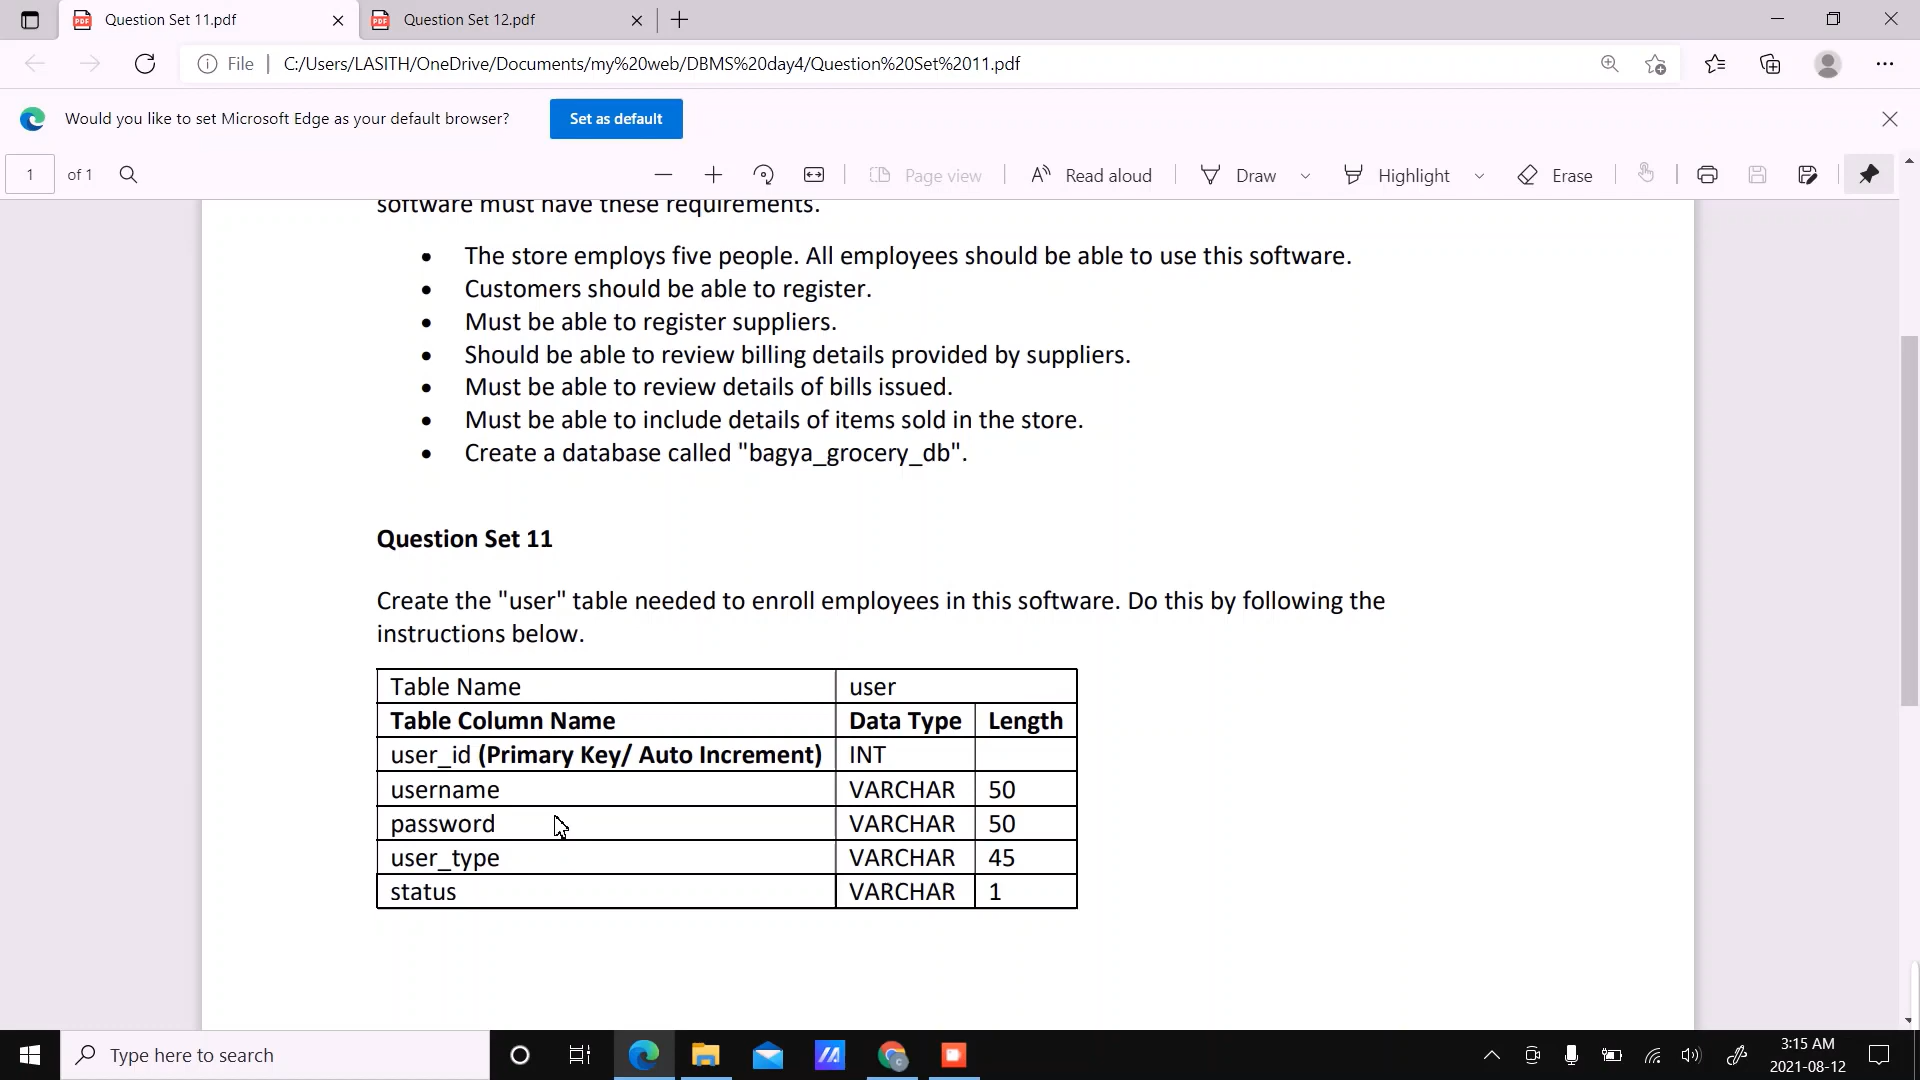 Question Set 11.pdf
Question Set 12.pdf
File
C:/Users/LASITH/OneDrive/Documents/my%20web/DBMS%20day4/Question%20Set%2011.pdf
Would you like to set Microsoft Edge as your default browser?
Set as default
1 of 1
Page view
Read aloud
Draw
Highlight
Erase
software must have these requirements.
• The store employs five people. All employees should be able to use this software.
• Customers should be able to register.
• Must be able to register suppliers.
• Should be able to review billing details provided by suppliers.
• Must be able to review details of bills issued.
• Must be able to include details of items sold in the store.
• Create a database called "bagya_grocery_db".
Question Set 11
Create the "user" table needed to enroll employees in this software. Do this by following the
instructions below.
Table Name user
Table Column Name Data Type Length
user_id (Primary Key/ Auto Increment) INT
username VARCHAR 50
password VARCHAR 50
user_type VARCHAR 45
status VARCHAR 1
Type here to search
3:15 AM
2021-08-12